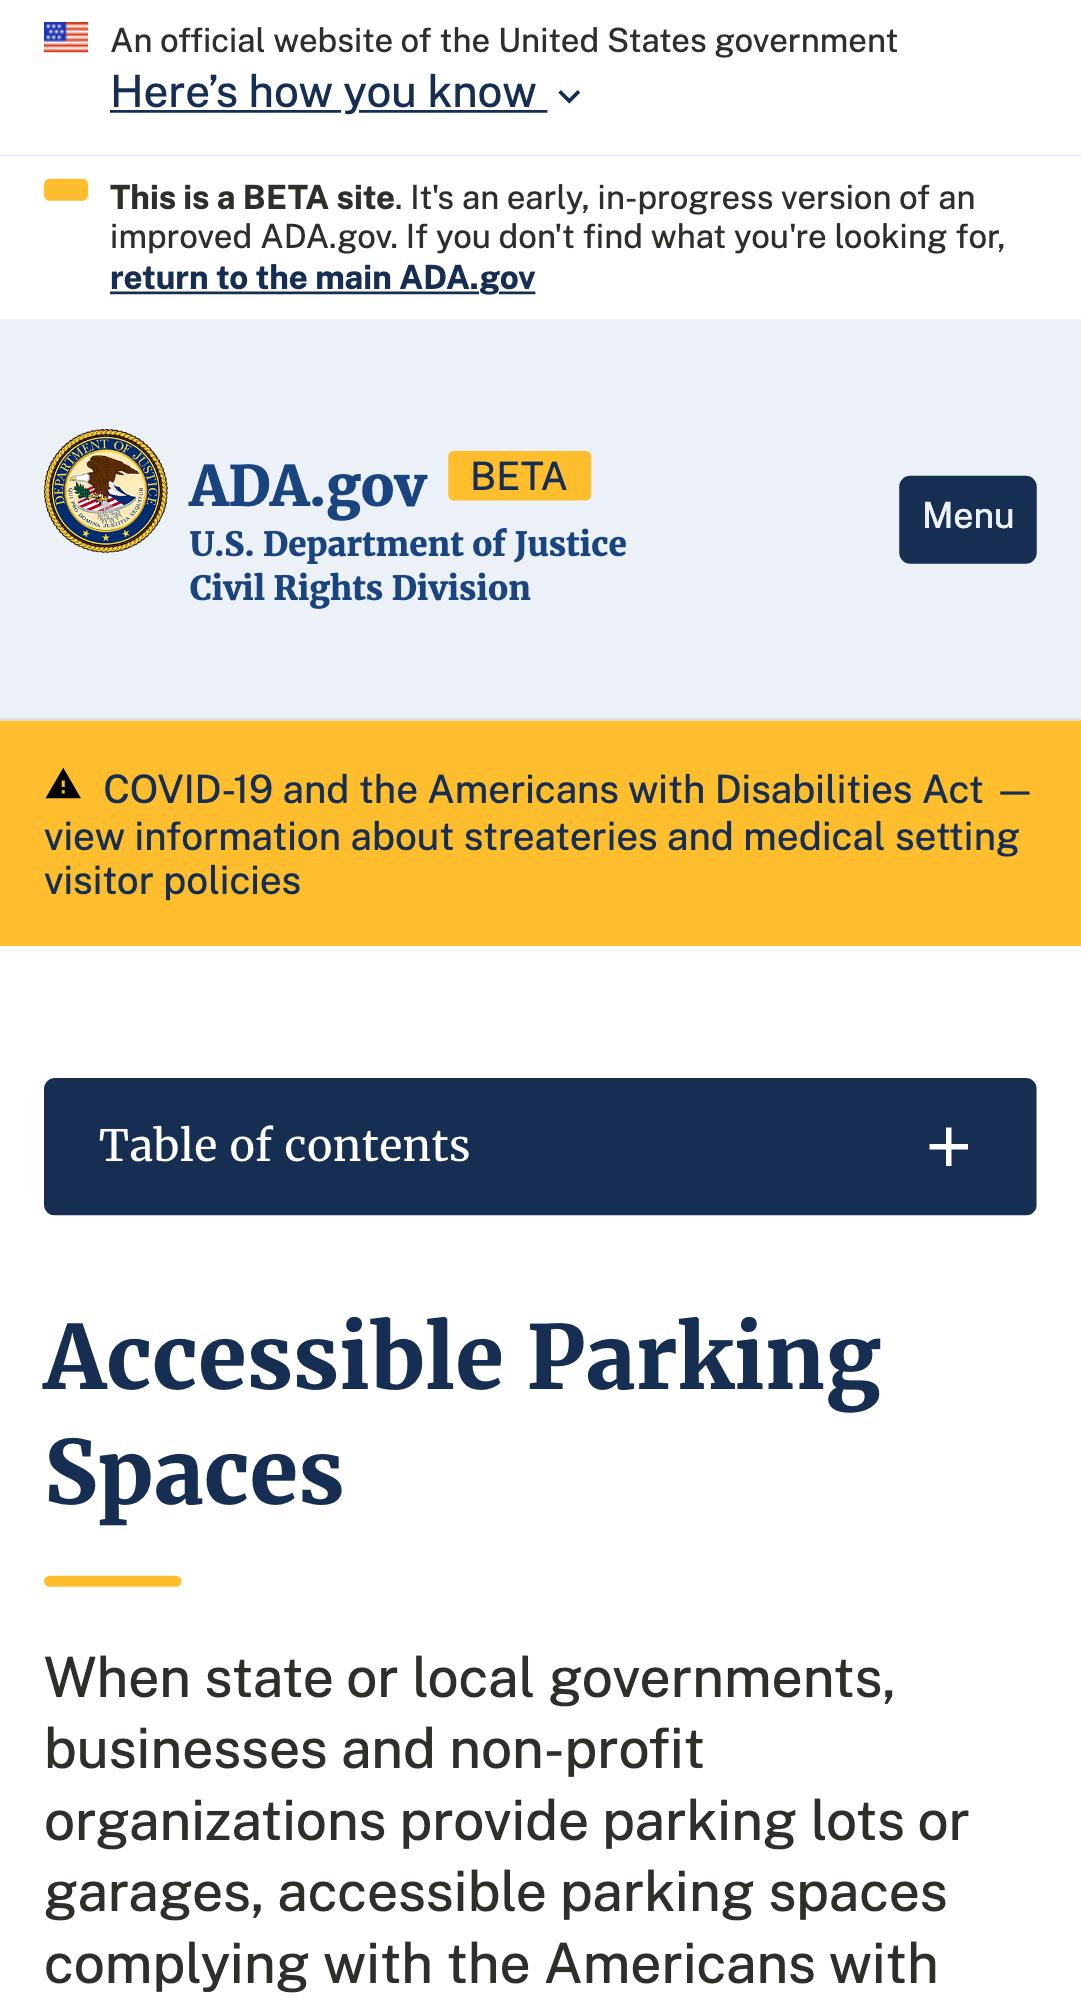 An official website of the United States government
Here’s how you know
This is a BETA site. It's an early, in-progress version of an
improved ADA.gov. If you don't find what you're looking for,
return to the main ADA.gov
DEPARTMENT OF JUSTICE
ADA.gov BETA
U.S. Department of Justice
Civil Rights Division
Menu
COVID-19 and the Americans with Disabilities Act —
view information about streateries and medical setting
visitor policies
Table of contents
Accessible Parking
Spaces
When state or local governments,
businesses and non-profit
organizations provide parking lots or
garages, accessible parking spaces
complying with the Americans with